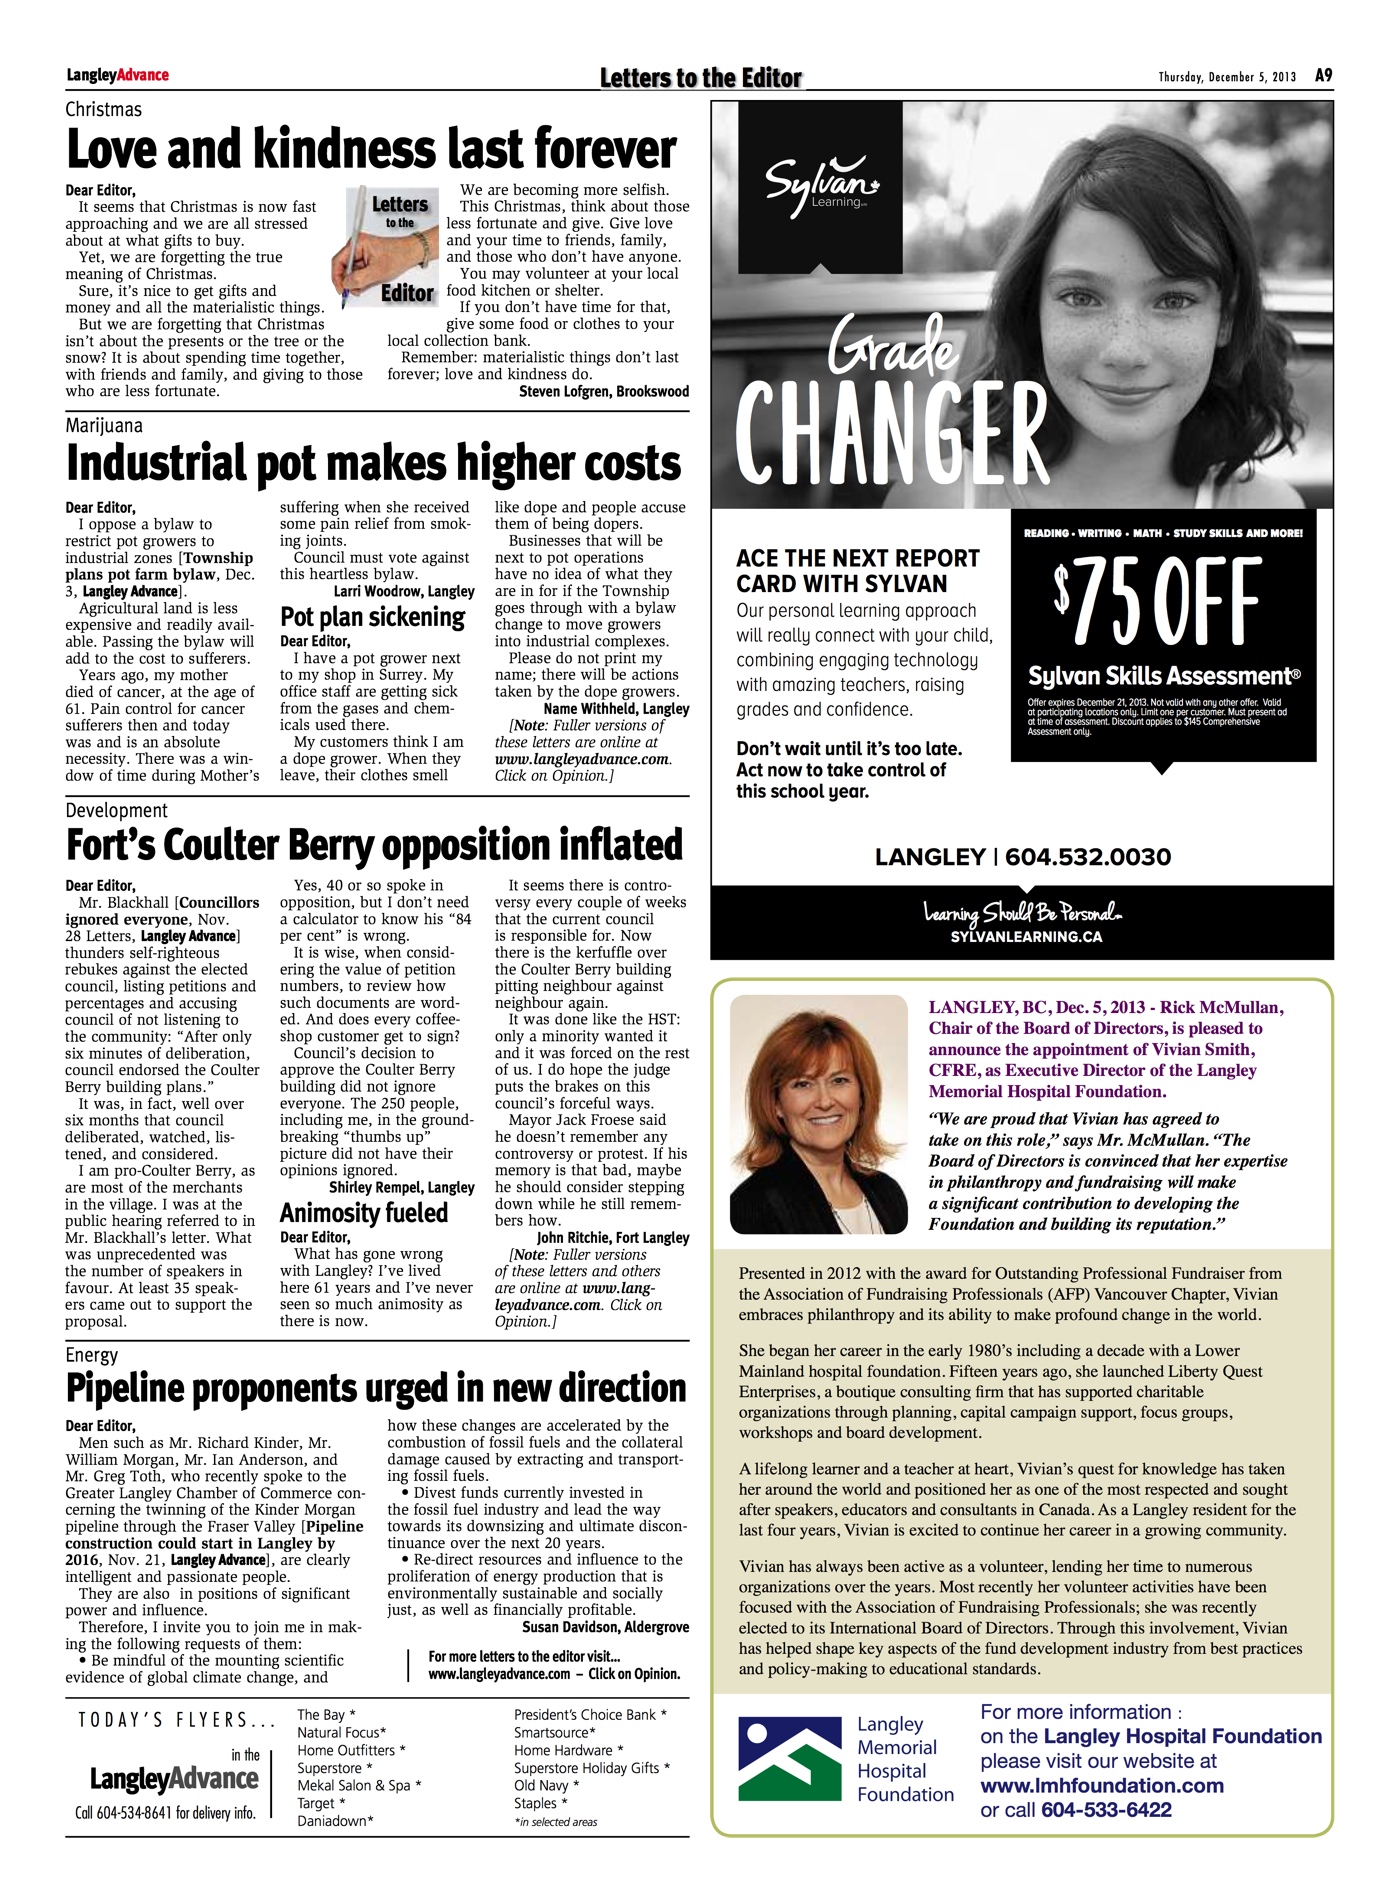 LangleyAdvance
Letters to the Editor
Thursday, December 5, 2013 A9
Christmas
Love and kindness last forever
Dear Editor,
It seems that Christmas is now fast
approaching and we are all stressed
about at what gifts to buy.
Yet, we are forgetting the true
meaning of Christmas.
Sure, it's nice to get gifts and
money and all the materialistic things.
But we are forgetting that Christmas
isn't about the presents or the tree or the
snow? It is about spending time together,
with friends and family, and giving to those
who are less fortunate.
Letters
to the
Editor
We are becoming more selfish.
This Christmas, think about those
less fortunate and give. Give love
and your time to friends, family,
and those who don't have anyone.
You may volunteer at your local
food kitchen or shelter.
If you don't have time for that,
give some food or clothes to your
local collection bank.
Remember: materialistic things don't last
forever; love and kindness do.
Steven Lofgren, Brookswood
Marijuana
Industrial pot makes higher costs
Dear Editor,
I oppose a bylaw to
restrict pot growers to
industrial zones [Township
plans pot farm bylaw, Dec.
3, Langley Advance].
Agricultural land is less
expensive and readily avail-
able. Passing the bylaw will
add to the cost to sufferers.
Years ago, my mother
died of cancer, at the age of
61. Pain control for cancer
sufferers then and today
was and is an absolute
necessity. There was a win-
dow of time during Mother's
suffering when she received
some pain relief from smok-
ing joints.
Council must vote against
this heartless bylaw.
Larri Woodrow, Langley
Pot plan sickening
Dear Editor,
I have a pot grower next
to my shop in Surrey. My
office staff are getting sick
from the gases and chem-
icals used there.
My customers think I am
a dope grower. When they
leave, their clothes smell
like dope and people accuse
them of being dopers.
Businesses that will be
next to pot operations
have no idea of what they
are in for if the Township
goes through with a bylaw
change to move growers
into industrial complexes.
Please do not print my
name; there will be actions
taken by the dope growers.
Name Withheld, Langley
[Note: Fuller versions of
these letters are online at
www.langleyadvance.com.
Click on Opinion.]
Development
Fort's Coulter Berry opposition inflated
Dear Editor,
Mr. Blackhall [Councillors
ignored everyone, Nov.
28 Letters, Langley Advance]
thunders self-righteous
rebukes against the elected
council, listing petitions and
percentages and accusing
council of not listening to
the community: "After only
six minutes of deliberation,
council endorsed the Coulter
Berry building plans."
It was, in fact, well over
six months that council
deliberated, watched, lis-
tened, and considered.
I am pro-Coulter Berry, as
are most of the merchants
in the village. I was at the
public hearing referred to in
Mr. Blackhall's letter. What
was unprecedented was
the number of speakers in
favour. At least 35 speak-
ers came out to support the
proposal.
Yes, 40 or so spoke in
opposition, but I don't need
a calculator to know his "84
per cent" is wrong.
It is wise, when consid-
ering the value of petition
numbers, to review how
such documents are word-
ed. And does every coffee-
shop customer get to sign?
Council's decision to
approve the Coulter Berry
building did not ignore
everyone. The 250 people,
including me, in the ground-
breaking "thumbs up"
picture did not have their
opinions ignored.
Shirley Rempel, Langley
Animosity fueled
Dear Editor,
What has gone wrong
with Langley? I've lived
here 61 years and I've never
seen so much animosity as
there is now.
It seems there is contro-
versy every couple of weeks
that the current council
is responsible for. Now
there is the kerfuffle over
the Coulter Berry building
pitting neighbour against
neighbour again.
It was done like the HST:
only a minority wanted it
and it was forced on the rest
of us. I do hope the judge
puts the brakes on this
council's forceful ways.
Mayor Jack Froese said
he doesn't remember any
controversy or protest. If his
memory is that bad, maybe
he should consider stepping
down while he still remem-
bers how.
John Ritchie, Fort Langley
[Note: Fuller versions
of these letters and others
are online at www.lang-
leyadvance.com. Click on
Opinion.]
Energy
Pipeline proponents urged in new direction
Dear Editor,
Men such as Mr. Richard Kinder, Mr.
William Morgan, Mr. Ian Anderson, and
Mr. Greg Toth, who recently spoke to the
Greater Langley Chamber of Commerce con-
cerning the twinning of the Kinder Morgan
pipeline through the Fraser Valley [Pipeline
construction could start in Langley by
2016, Nov. 21, Langley Advance], are clearly
intelligent and passionate people.
They are also in positions of significant
power and influence.
Therefore, I invite you to join me in mak-
ing the following requests of them:
• Be mindful of the mounting scientific
evidence of global climate change, and
how these changes are accelerated by the
combustion of fossil fuels and the collateral
damage caused by extracting and transport-
ing fossil fuels.
• Divest funds currently invested in
the fossil fuel industry and lead the way
towards its downsizing and ultimate discon-
tinuance over the next 20 years.
• Re-direct resources and influence to the
proliferation of energy production that is
environmentally sustainable and socially
just, as well as financially profitable.
Susan Davidson, Aldergrove
For more letters to the editor visit...
www.langleyadvance.com – Click on Opinion.
TODAY'S FLYERS...
in the
LangleyAdvance
Call 604-534-8641 for delivery info.
The Bay *
Natural Focus*
Home Outfitters *
Superstore *
Mekal Salon & Spa *
Target *
Daniadown*
President's Choice Bank *
Smartsource*
Home Hardware *
Superstore Holiday Gifts *
Old Navy *
Staples *
*in selected areas
Sylvan
Learning
Grade
CHANGER
ACE THE NEXT REPORT
CARD WITH SYLVAN
Our personal learning approach
will really connect with your child,
combining engaging technology
with amazing teachers, raising
grades and confidence.
Don't wait until it's too late.
Act now to take control of
this school year.
READING • WRITING • MATH • STUDY SKILLS AND MORE!
$75 OFF
Sylvan Skills Assessment®
Offer expires December 21, 2013. Not valid with any other offer. Valid
at participating locations only. Limit one per customer. Must present ad
at time of assessment. Discount applies to $145 Comprehensive
Assessment only.
LANGLEY | 604.532.0030
Learning Should Be Personal
SYLVANLEARNING.CA
LANGLEY, BC, Dec. 5, 2013 - Rick McMullan,
Chair of the Board of Directors, is pleased to
announce the appointment of Vivian Smith,
CFRE, as Executive Director of the Langley
Memorial Hospital Foundation.
"We are proud that Vivian has agreed to
take on this role," says Mr. McMullan. "The
Board of Directors is convinced that her expertise
in philanthropy and fundraising will make
a significant contribution to developing the
Foundation and building its reputation."
Presented in 2012 with the award for Outstanding Professional Fundraiser from
the Association of Fundraising Professionals (AFP) Vancouver Chapter, Vivian
embraces philanthropy and its ability to make profound change in the world.
She began her career in the early 1980's including a decade with a Lower
Mainland hospital foundation. Fifteen years ago, she launched Liberty Quest
Enterprises, a boutique consulting firm that has supported charitable
organizations through planning, capital campaign support, focus groups,
workshops and board development.
A lifelong learner and a teacher at heart, Vivian's quest for knowledge has taken
her around the world and positioned her as one of the most respected and sought
after speakers, educators and consultants in Canada. As a Langley resident for the
last four years, Vivian is excited to continue her career in a growing community.
Vivian has always been active as a volunteer, lending her time to numerous
organizations over the years. Most recently her volunteer activities have been
focused with the Association of Fundraising Professionals; she was recently
elected to its International Board of Directors. Through this involvement, Vivian
has helped shape key aspects of the fund development industry from best practices
and policy-making to educational standards.
Langley
Memorial
Hospital
Foundation
For more information :
on the Langley Hospital Foundation
please visit our website at
www.lmhfoundation.com
or call 604-533-6422